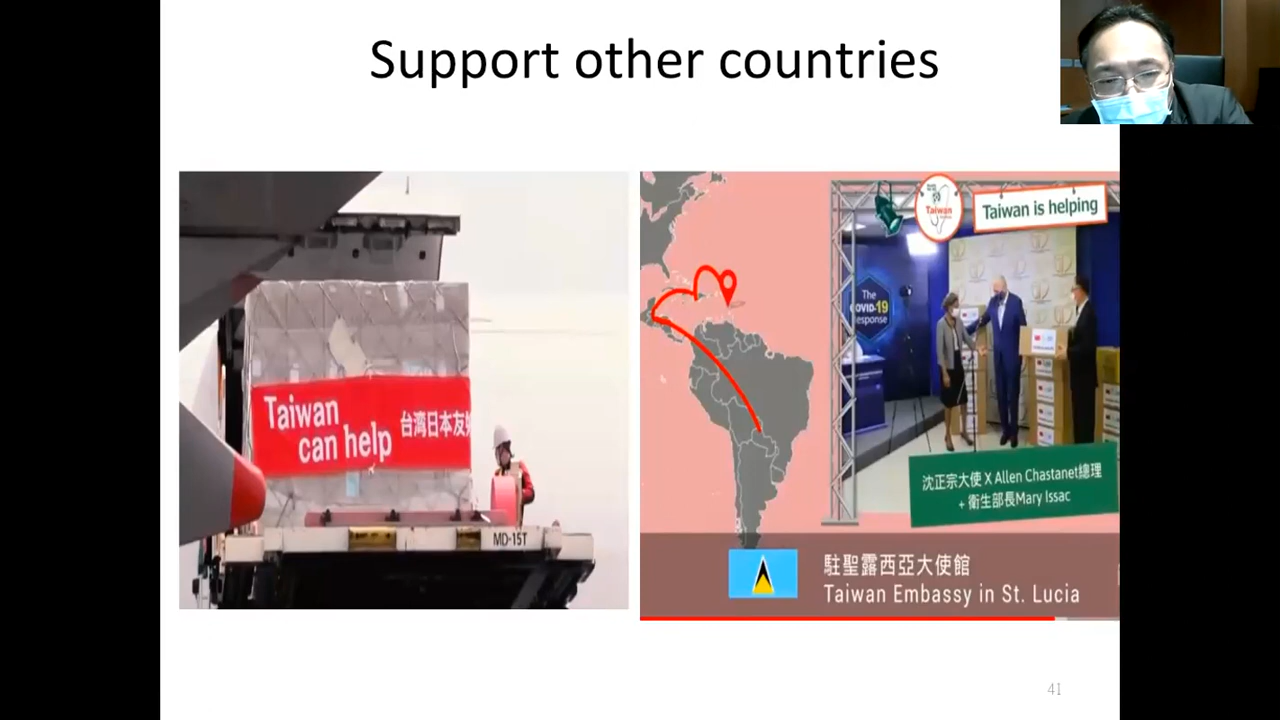 Support other countries
Taiwan
can help
台湾日本友好
MD-15T
Taiwan
Taiwan is helping
The
COVID-19
Response
沈正宗大使 X Allen Chastanet總理
+ 衛生部長Mary Issac
駐聖露西亞大使館
Taiwan Embassy in St. Lucia
41